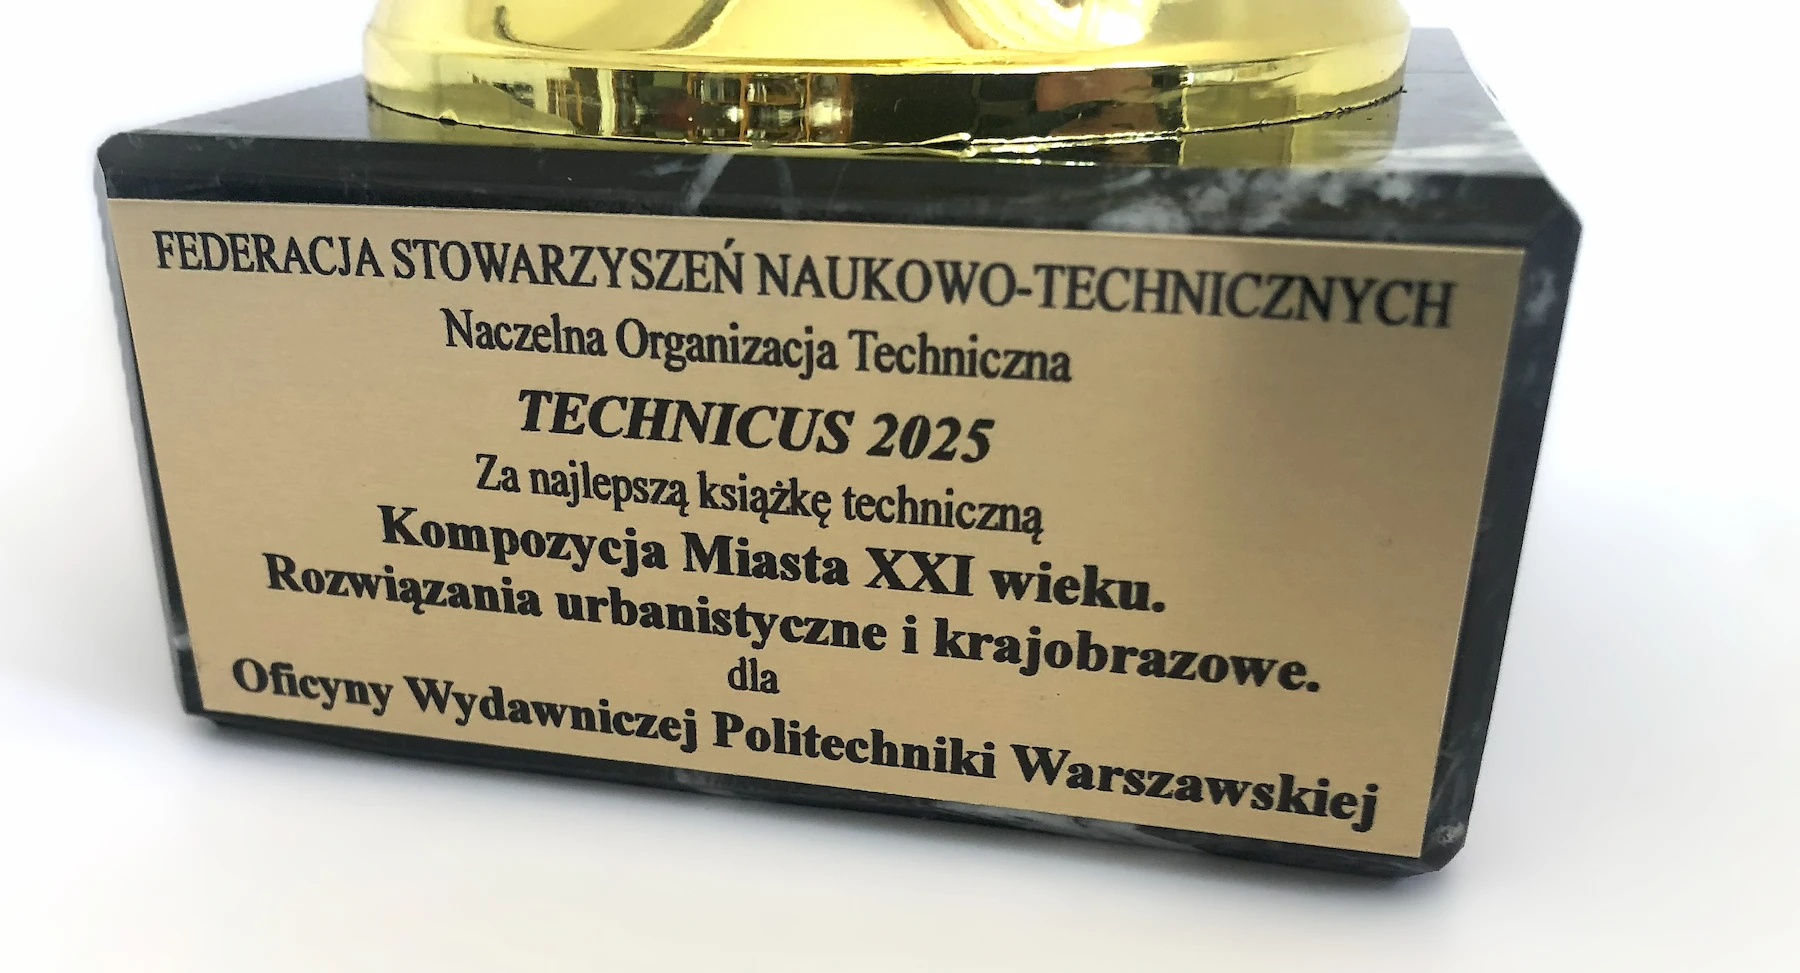 FEDERACJA STOWARZYSZEŃ NAUKOWO-TECHNICZNYCH
Naczelna Organizacja Techniczna
TECHNICUS 2025
Za najlepszą książkę techniczną
Kompozycja Miasta XXI wieku.
Rozwiązania urbanistyczne i krajobrazowe.
dla
Oficyny Wydawniczej Politechniki Warszawskiej